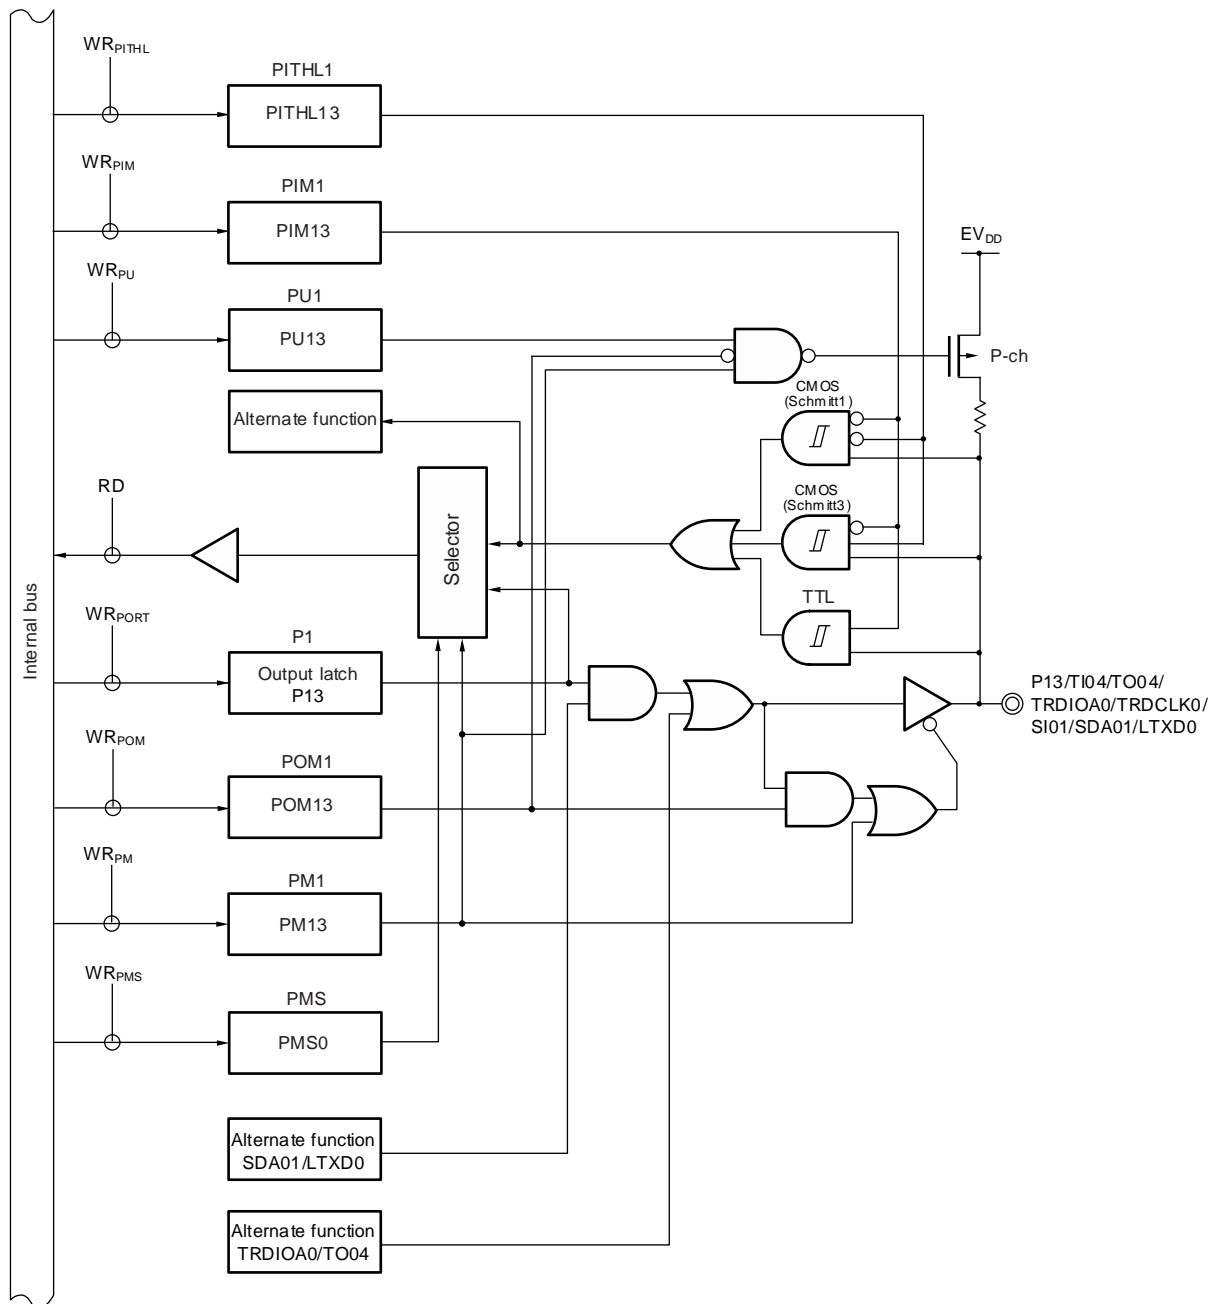 WRPITHL
PITHL1
PITHL13
WRPIM
PIM1
PIM13
EVDD
WRPU
PU1
PU13
P-ch
CMOS
(Schmitt1)
Alternate function
RD
Selector
CMOS
(Schmitt3)
TTL
Internal bus
WRPORT
P1
Output latch
P13
P13/TI04/TO04/
TRDIOA0/TRDCLK0/
SI01/SDA01/LTXD0
WRPOM
POM1
POM13
WRPM
PM1
PM13
WRPMS
PMS
PMS0
Alternate function
SDA01/LTXD0
Alternate function
TRDIOA0/TO04